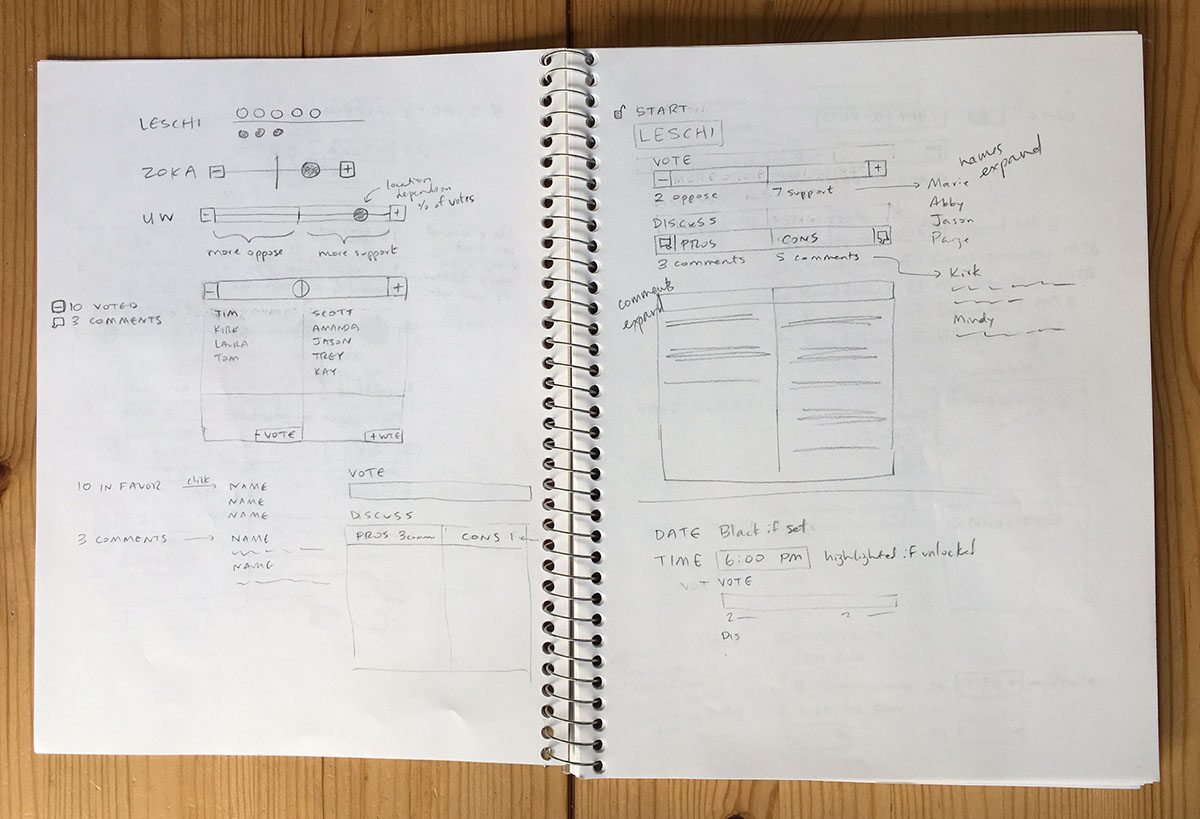 LESCHI
ZOKA
location
dependson
% of votes
UW
more oppose
more support
10 VOTED
3 COMMENTS
JIM
KIRK
LAURA
TOM
SCOTT
AMANDA
JASON
TREY
KAY
-VOTE
+VOTE
10 IN FAVOR
click
NAME
NAME
NAME
3 COMMENTS
NAME
NAME
VOTE
DISCUSS
PROS 3comm
CONS 1
START
LESCHI
VOTE
2 oppose
7 support
names
expand
Marie
Abby
Jason
Paige
DISCUSS
PROS
CONS
3 comments
5 comments
Kirk
Mindy
comments
expand
DATE Black if set
TIME 6:00 PM highlighted if unlocked
VOT VOTE
2
Dis